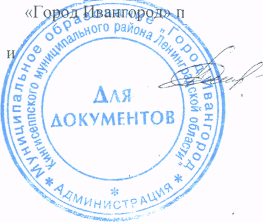 «Город Ивангород» п
и
Муниципальное образование "Город Ивангород
Кингисеппского муниципального района Ленинградской области"
Для
документов
* Администрация *
*